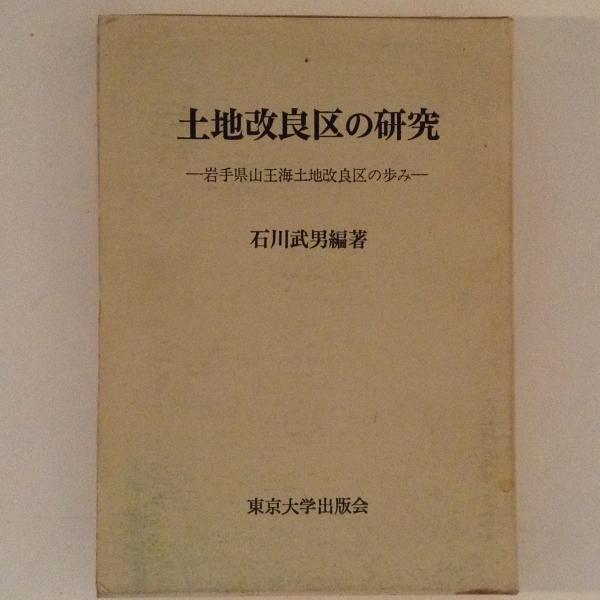 土地改良区の研究
―岩手県山王海土地改良区の歩み―
石川武男編著
東京大学出版会